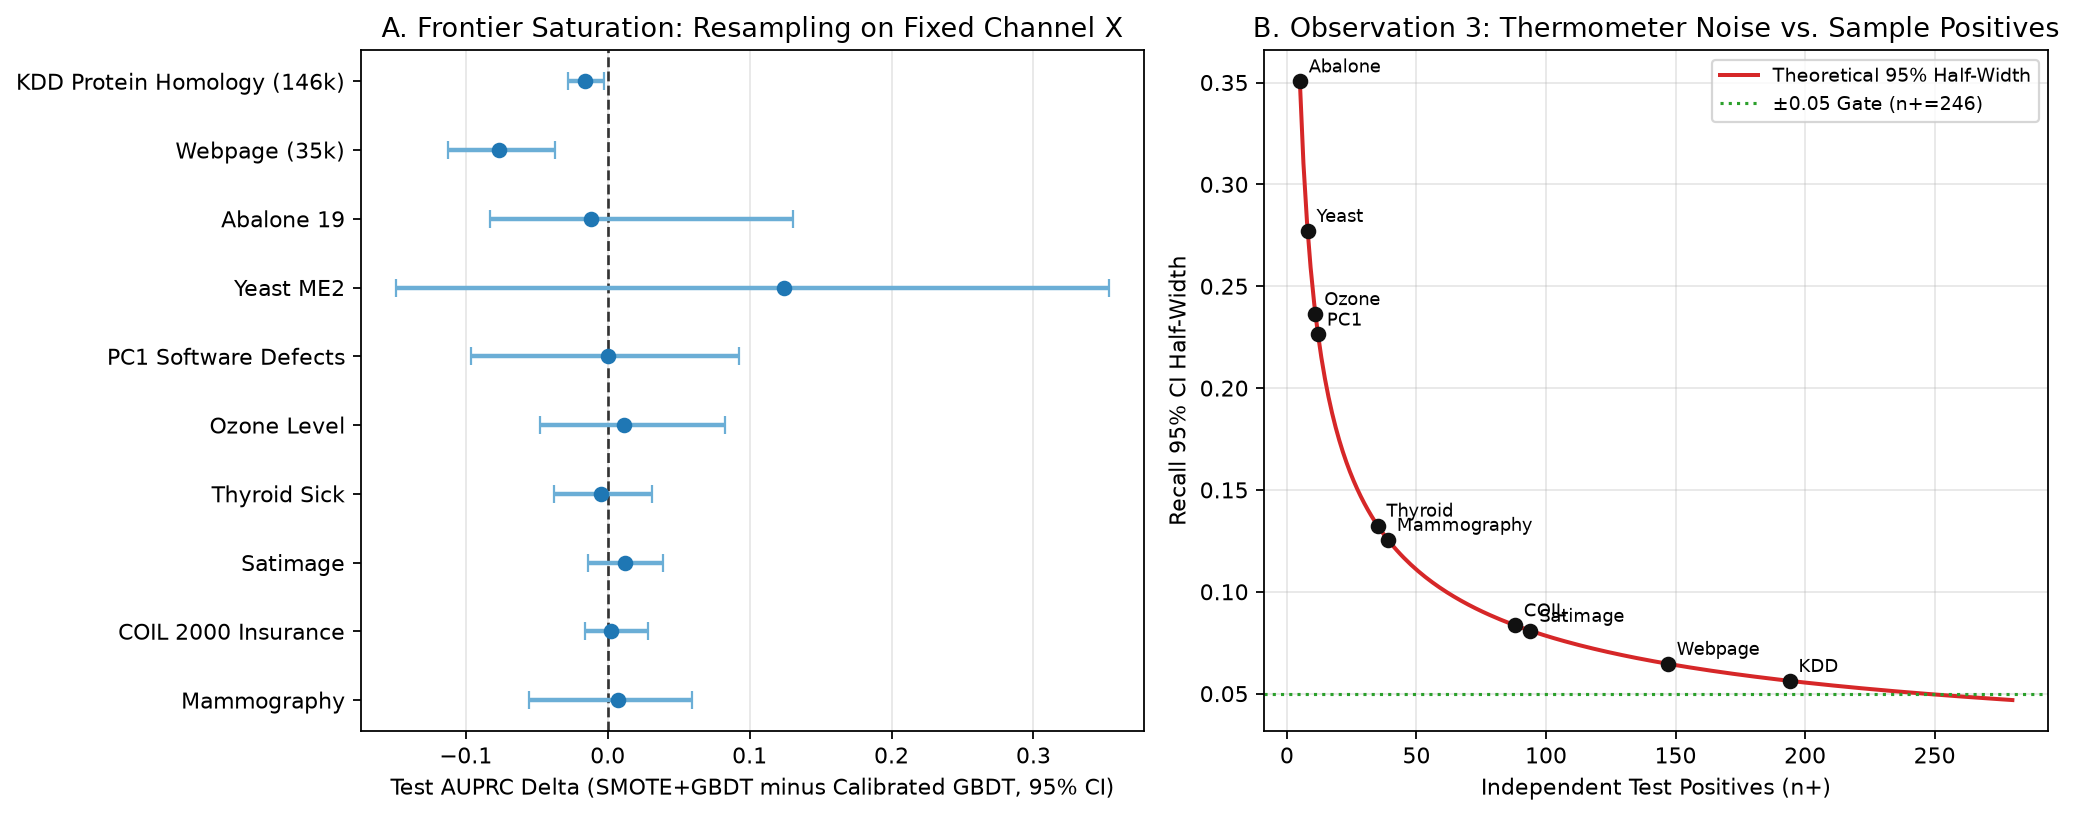 A. Frontier Saturation: Resampling on Fixed Channel X
KDD Protein Homology (146k)
Webpage (35k)
Abalone 19
Yeast ME2
PC1 Software Defects
Ozone Level
Thyroid Sick
Satimage
COIL 2000 Insurance
Mammography
−0.1 0.0 0.1 0.2 0.3
Test AUPRC Delta (SMOTE+GBDT minus Calibrated GBDT, 95% CI)
B. Observation 3: Thermometer Noise vs. Sample Positives
Theoretical 95% Half-Width
±0.05 Gate (n+=246)
Recall 95% CI Half-Width
0.35
0.30
0.25
0.20
0.15
0.10
0.05
Abalone
Yeast
Ozone
PC1
Thyroid
Mammography
COIL
Satimage
Webpage
KDD
0 50 100 150 200 250
Independent Test Positives (n+)